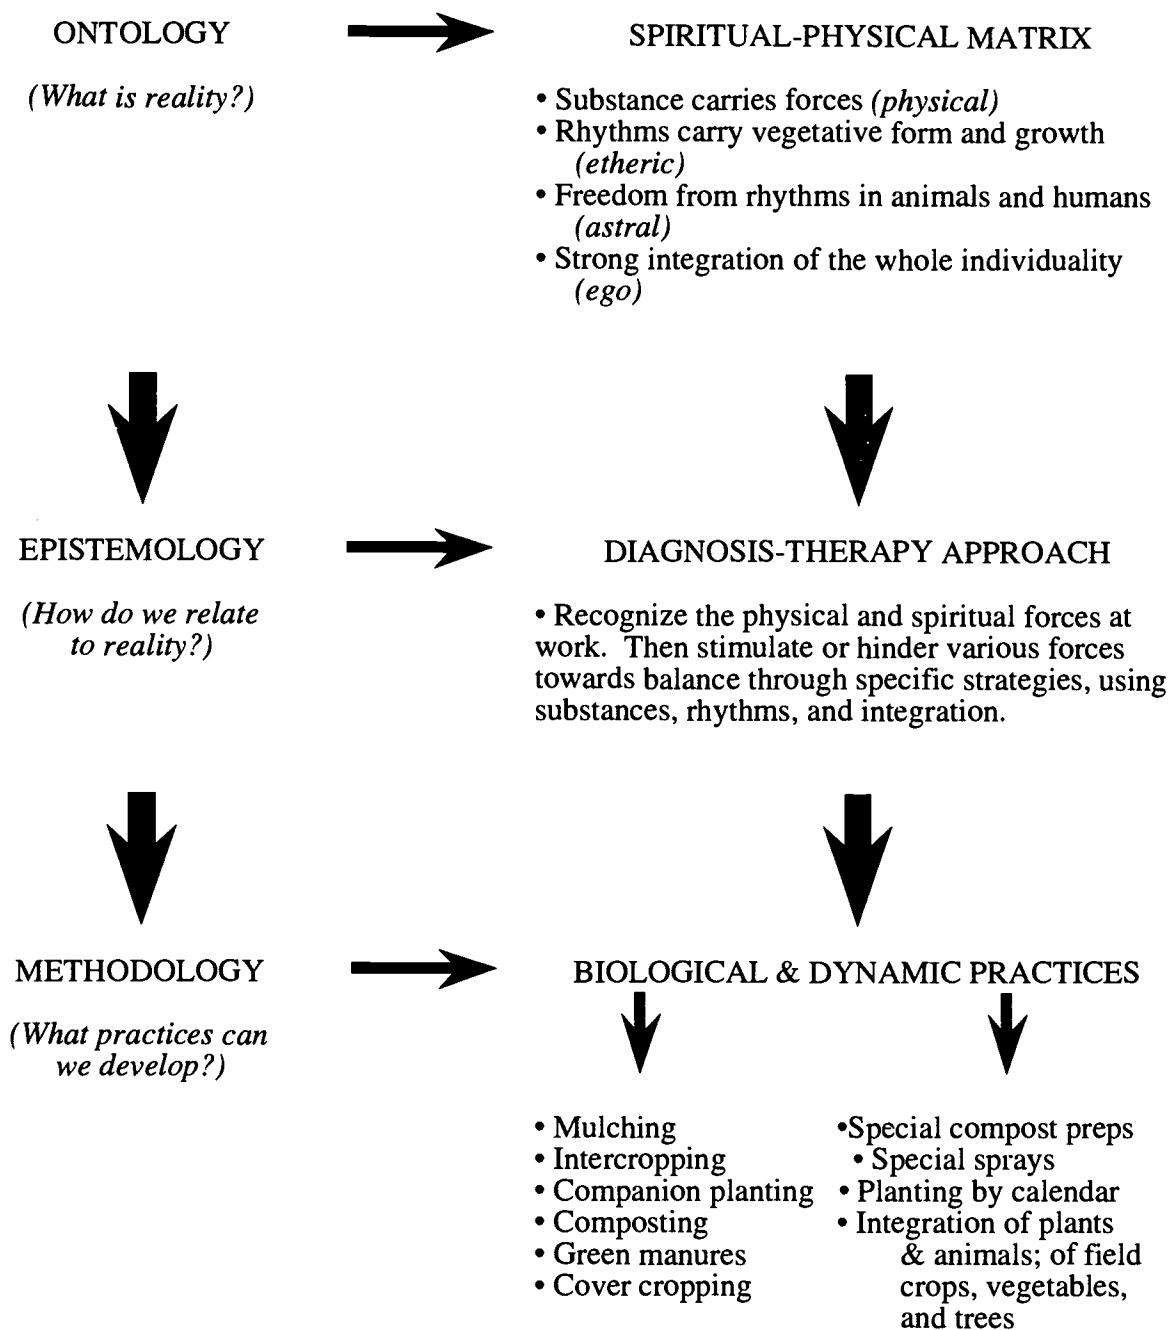 ONTOLOGY
(What is reality?)
SPIRITUAL-PHYSICAL MATRIX
• Substance carries forces (physical)
• Rhythms carry vegetative form and growth
(etheric)
• Freedom from rhythms in animals and humans
(astral)
• Strong integration of the whole individuality
(ego)
EPISTEMOLOGY
(How do we relate
to reality?)
DIAGNOSIS-THERAPY APPROACH
• Recognize the physical and spiritual forces at
work. Then stimulate or hinder various forces
towards balance through specific strategies, using
substances, rhythms, and integration.
METHODOLOGY
(What practices can
we develop?)
BIOLOGICAL & DYNAMIC PRACTICES
• Mulching
• Intercropping
• Companion planting
• Composting
• Green manures
• Cover cropping
•Special compost preps
• Special sprays
• Planting by calendar
• Integration of plants
& animals; of field
crops, vegetables,
and trees